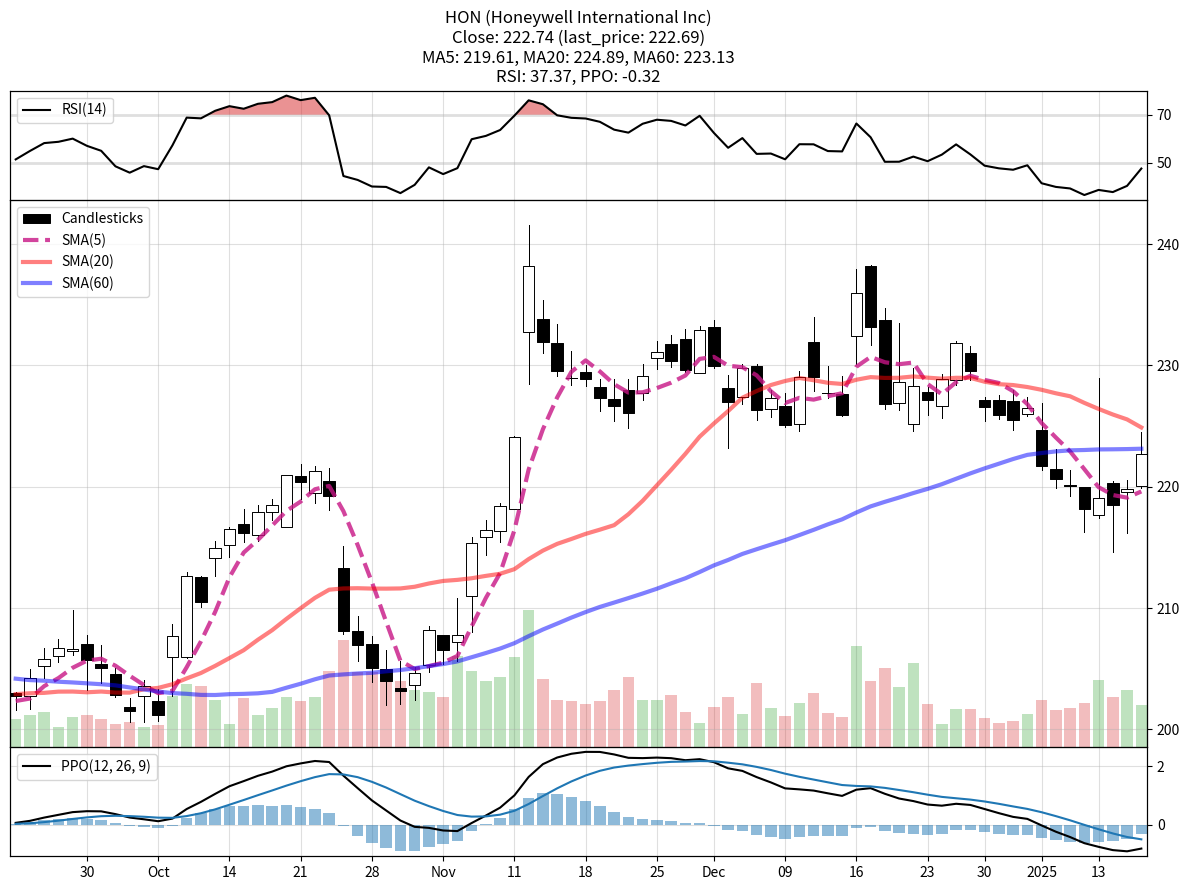 HON (Honeywell International Inc)
Close: 222.74 (last_price: 222.69)
MA5: 219.61, MA20: 224.89, MA60: 223.13
RSI: 37.37, PPO: -0.32
RSI(14)
70
50
Candlesticks
SMA(5)
SMA(20)
SMA(60)
240
230
220
210
200
PPO(12, 26, 9)
2
0
30 Oct 14 21 28 Nov 11 18 25 Dec 09 16 23 30 2025 13